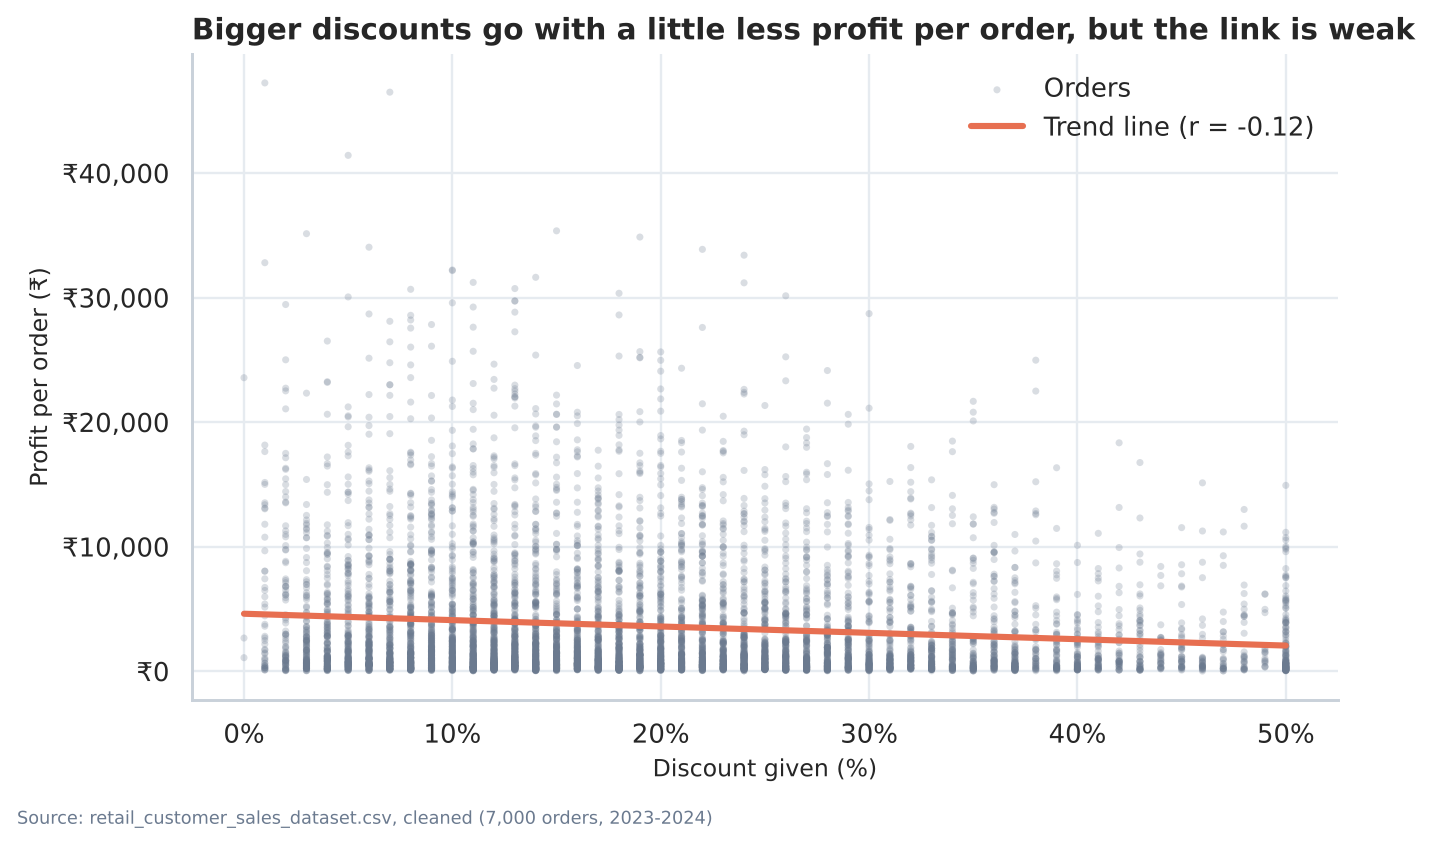 Bigger discounts go with a little less profit per order, but the link is weak
Orders
Trend line (r = -0.12)
Profit per order (₹)
₹40,000
₹30,000
₹20,000
₹10,000
₹0
0% 10% 20% 30% 40% 50%
Discount given (%)
Source: retail_customer_sales_dataset.csv, cleaned (7,000 orders, 2023-2024)